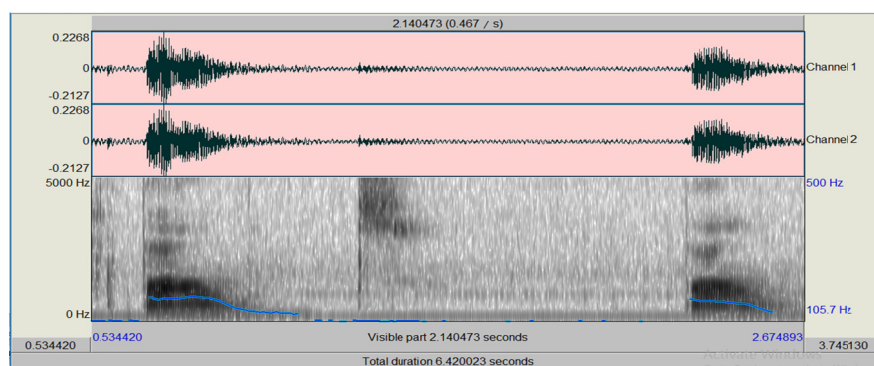 2.140473 (0.467 / s)
0.2268
0
-0.2127
Channel 1
0.2268
0
-0.2127
Channel 2
5000 Hz
500 Hz
0 Hz
105.7 Hz
0.534420
Visible part 2.140473 seconds
2.674893
0.534420
3.745130
Activate Windows
Total duration 6.420023 seconds